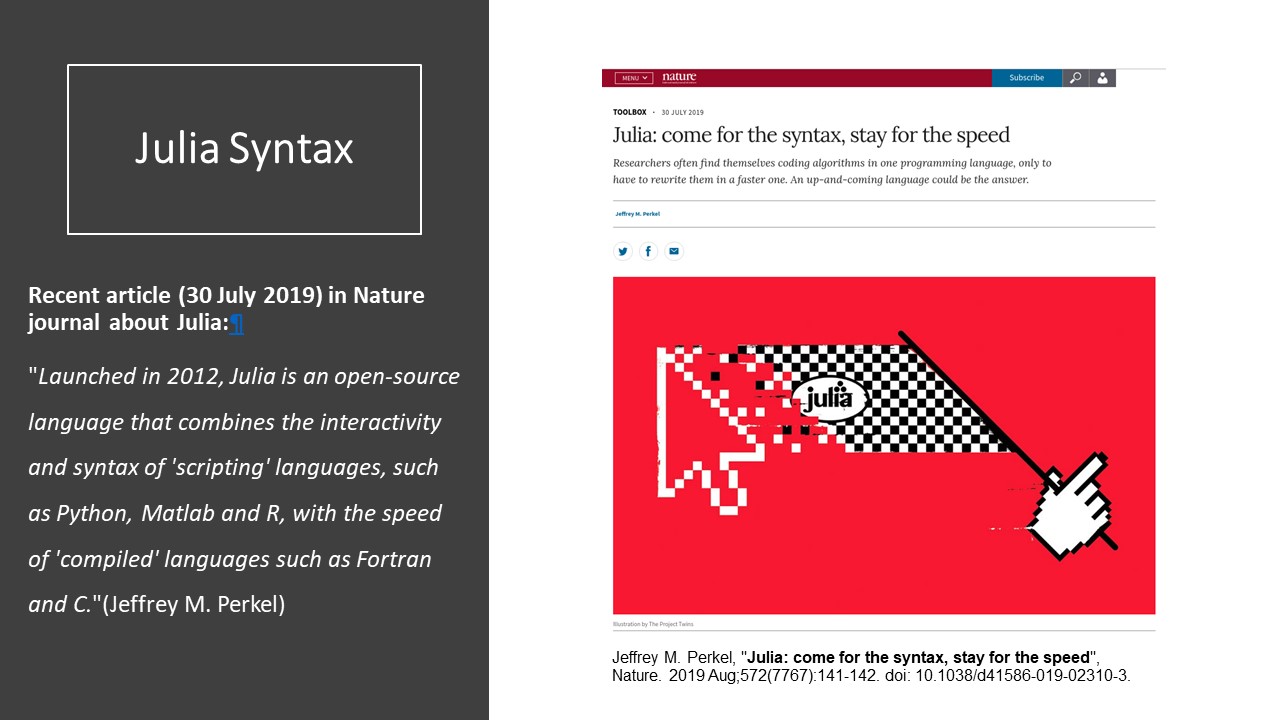 Julia Syntax
Recent article (30 July 2019) in Nature
journal about Julia:¶
"Launched in 2012, Julia is an open-source
language that combines the interactivity
and syntax of 'scripting' languages, such
as Python, Matlab and R, with the speed
of 'compiled' languages such as Fortran
and C."(Jeffrey M. Perkel)
MENU nature Subscribe
TOOLBOX · 30 JULY 2019
Julia: come for the syntax, stay for the speed
Researchers often find themselves coding algorithms in one programming language, only to
have to rewrite them in a faster one. An up-and-coming language could be the answer.
Jeffrey M. Perkel
julia
Illustration by The Project Twins
Jeffrey M. Perkel, "Julia: come for the syntax, stay for the speed",
Nature. 2019 Aug;572(7767):141-142. doi: 10.1038/d41586-019-02310-3.